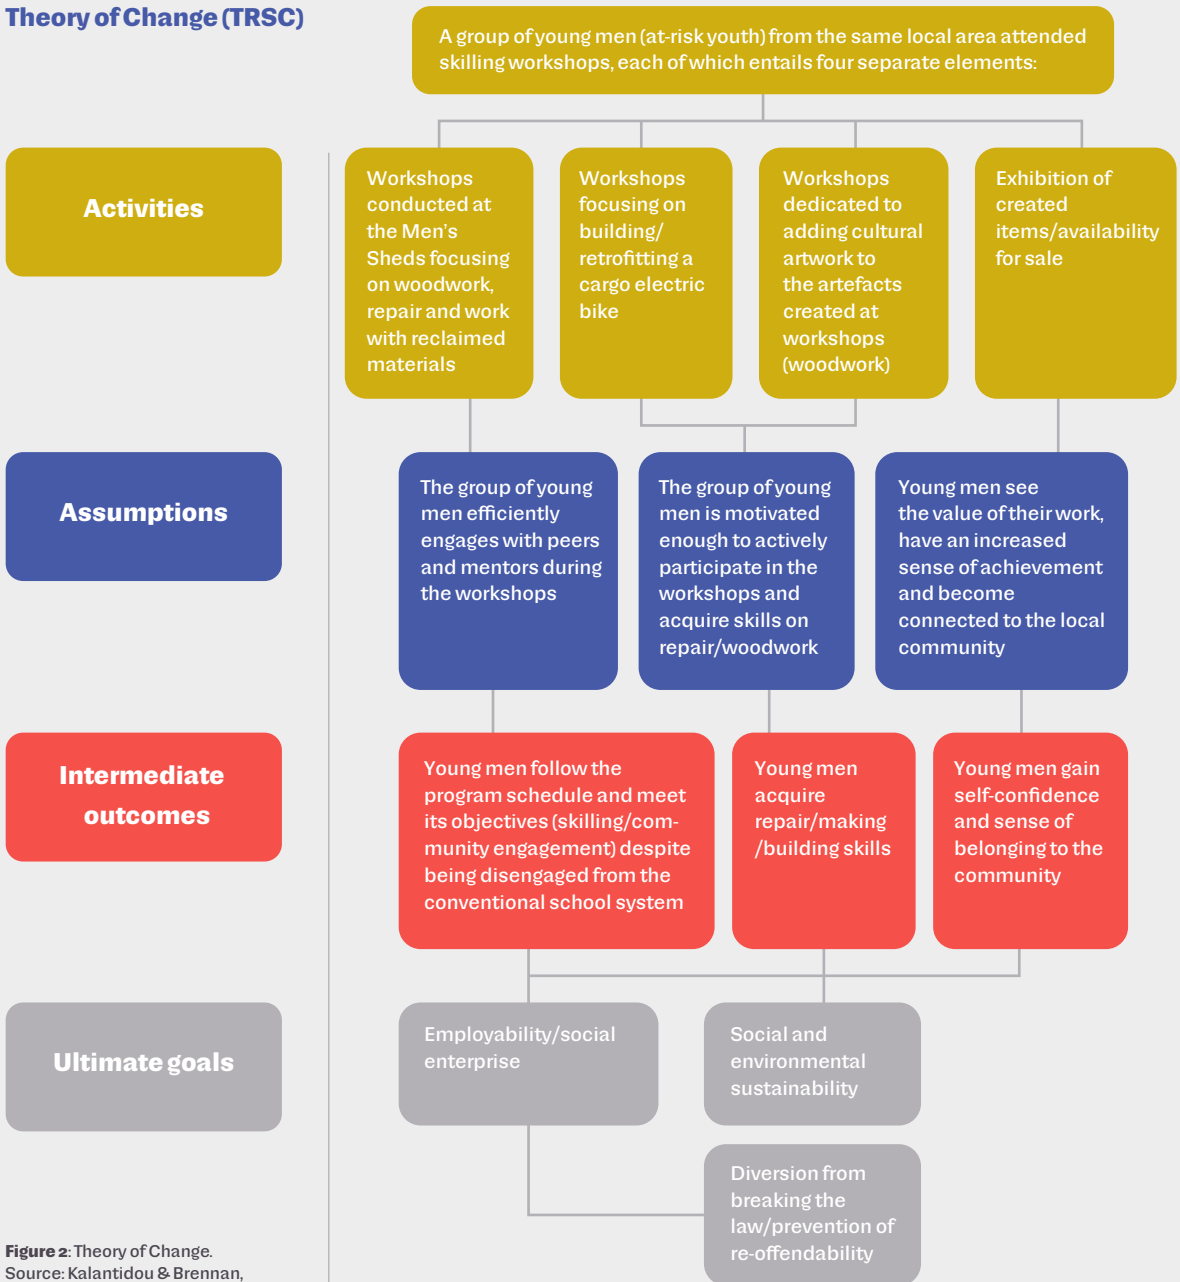 Theory of Change (TRSC)
A group of young men (at-risk youth) from the same local area attended
skilling workshops, each of which entails four separate elements:
Activities
Workshops
conducted at
the Men's
Sheds focusing
on woodwork,
repair and work
with reclaimed
materials
Workshops
focusing on
building/
retrofitting a
cargo electric
bike
Workshops
dedicated to
adding cultural
artwork to
the artefacts
created at
workshops
(woodwork)
Exhibition of
created
items/availability
for sale
Assumptions
The group of young
men efficiently
engages with peers
and mentors during
the workshops
The group of young
men is motivated
enough to actively
participate in the
workshops and
acquire skills on
repair/woodwork
Young men see
the value of their work,
have an increased
sense of achievement
and become
connected to the local
community
Intermediate
outcomes
Young men follow the
program schedule and meet
its objectives (skilling/com-
munity engagement) despite
being disengaged from the
conventional school system
Young men
acquire
repair/making
/building skills
Young men gain
self-confidence
and sense of
belonging to the
community
Ultimate goals
Employability/social
enterprise
Social and
environmental
sustainability
Diversion from
breaking the
law/prevention of
re-offendability
Figure 2: Theory of Change.
Source: Kalantidou & Brennan,